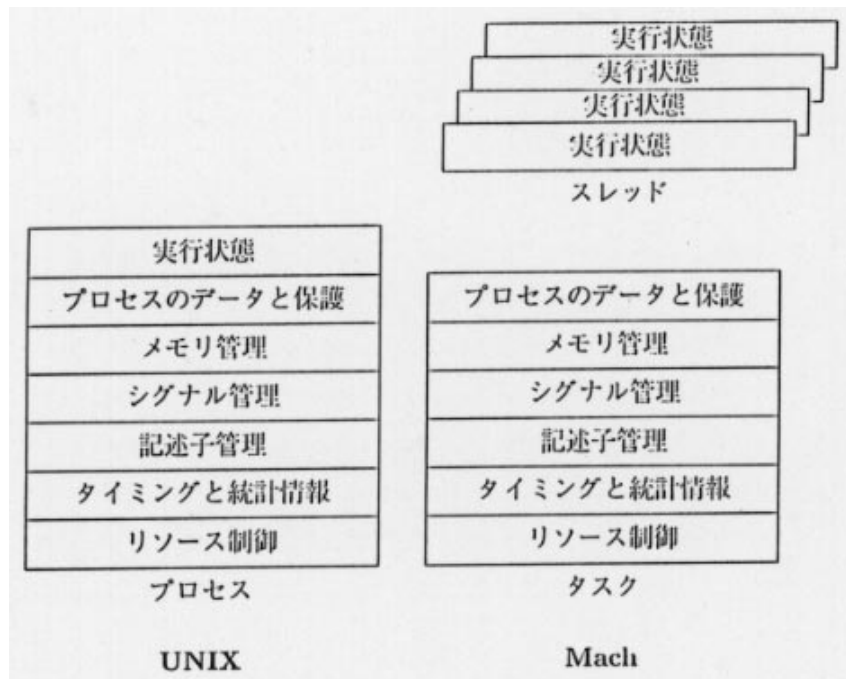 実行状態
プロセスのデータと保護
メモリ管理
シグナル管理
記述子管理
タイミングと統計情報
リソース制御
プロセス
UNIX
実行状態
実行状態
実行状態
実行状態
スレッド
プロセスのデータと保護
メモリ管理
シグナル管理
記述子管理
タイミングと統計情報
リソース制御
タスク
Mach